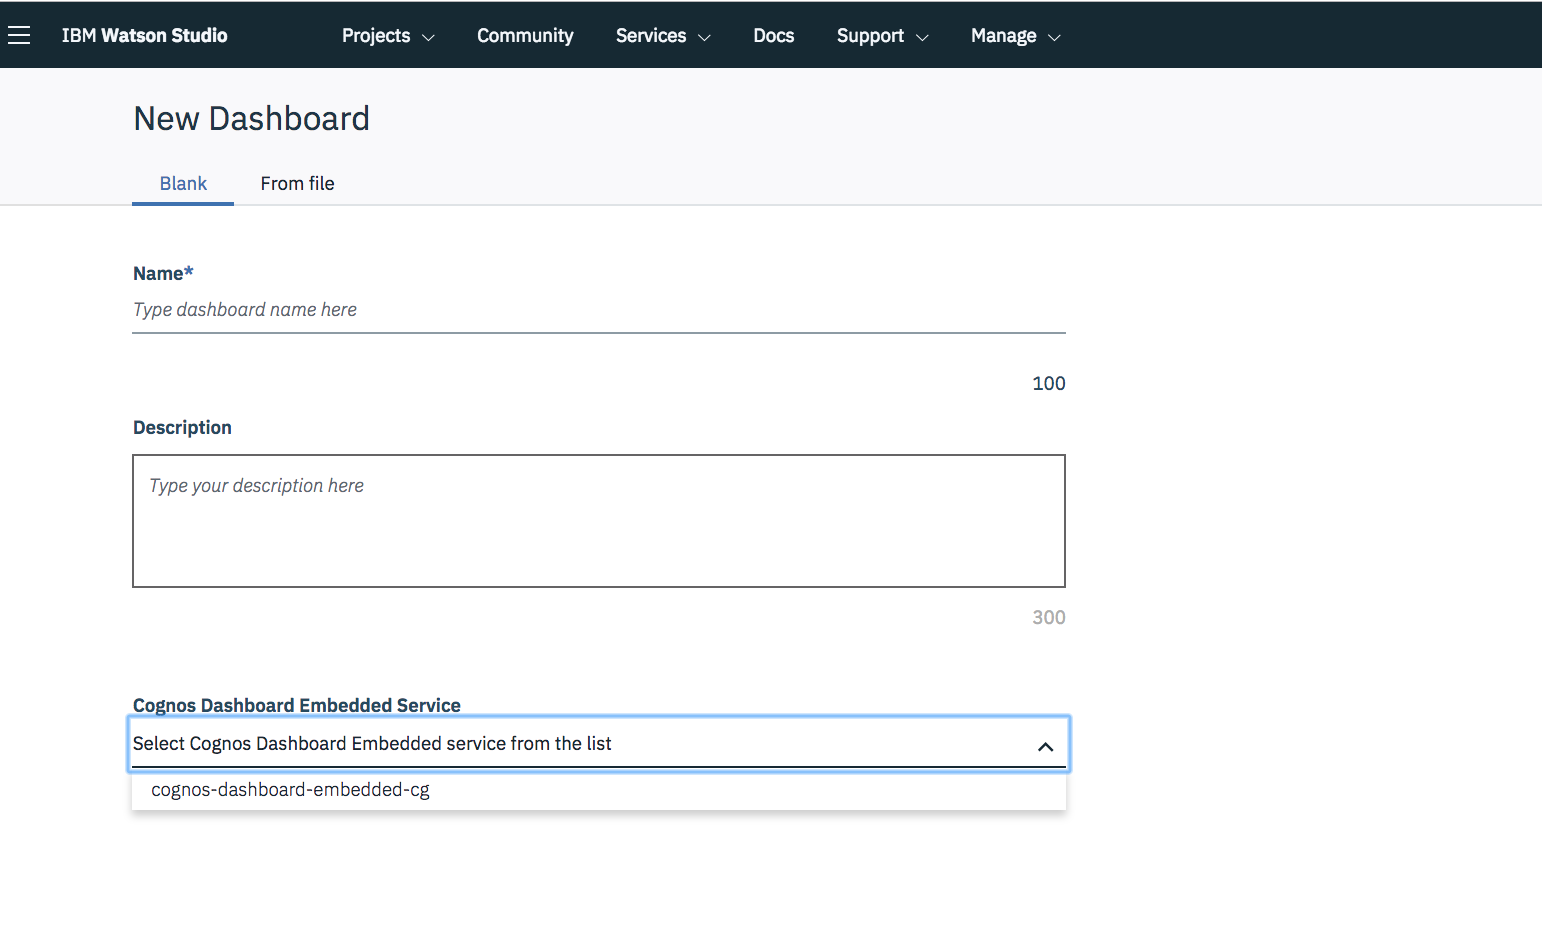 IBM Watson Studio Projects Community Services Docs Support Manage
New Dashboard
Blank From file
Name*
Type dashboard name here
100
Description
Type your description here
300
Cognos Dashboard Embedded Service
Select Cognos Dashboard Embedded service from the list
cognos-dashboard-embedded-cg